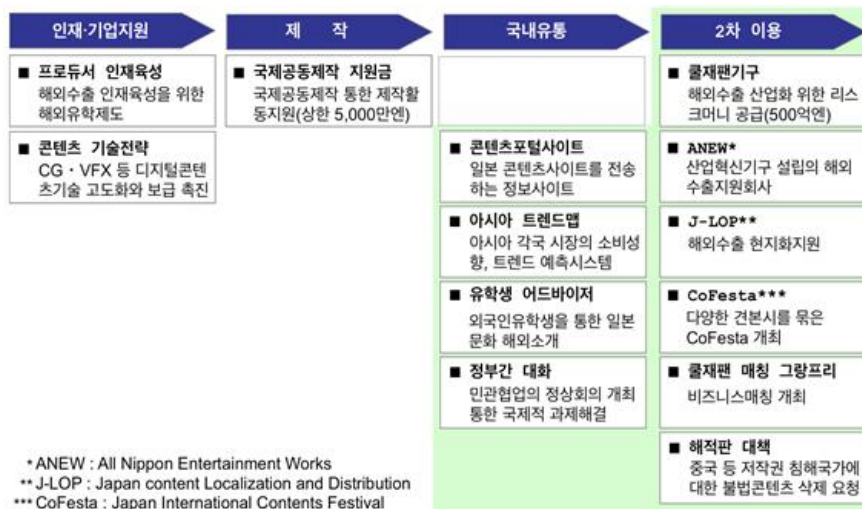 인재·기업지원
■ 프로듀서 인재육성
해외수출 인재육성을 위한
해외유학제도
■ 콘텐츠 기술전략
CG · VFX 등 디지털콘텐
츠기술 고도화와 보급 촉진
제 작
■ 국제공동제작 지원금
국제공동제작 통한 제작활
동지원(상한 5,000만엔)
국내유통
■ 콘텐츠포털사이트
일본 콘텐츠사이트를 전송
하는 정보사이트
■ 아시아 트렌드맵
아시아 각국 시장의 소비성
향, 트렌드 예측시스템
■ 유학생 어드바이저
외국인유학생을 통한 일본
문화 해외소개
■ 정부간 대화
민관협업의 정상회의 개최
통한 국제적 과제해결
2차 이용
■ 쿨재팬기구
해외수출 산업화 위한 리스
크머니 공급(500억엔)
■ ANEW*
산업혁신기구 설립의 해외
수출지원회사
■ J-LOP**
해외수출 현지화지원
■ CoFesta***
다양한 견본시를 묶은
CoFesta 개최
■ 쿨재팬 매칭 그랑프리
비즈니스매칭 개최
■ 해적판 대책
중국 등 저작권 침해국가에
대한 불법콘텐츠 삭제 요청
* ANEW : All Nippon Entertainment Works
** J-LOP : Japan content Localization and Distribution
*** CoFesta : Japan International Contents Festival